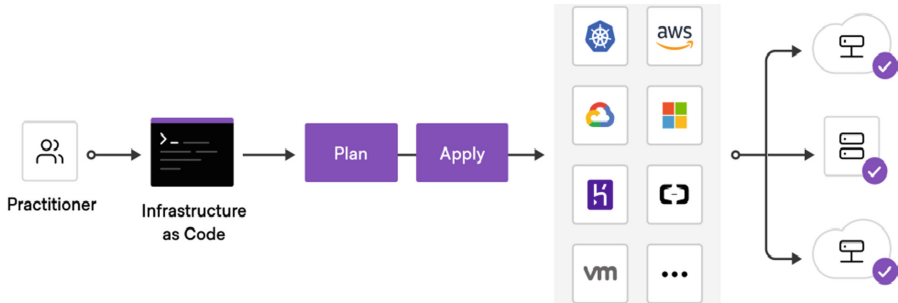 Practitioner
>_
Infrastructure
as Code
Plan
Apply
aws
vm